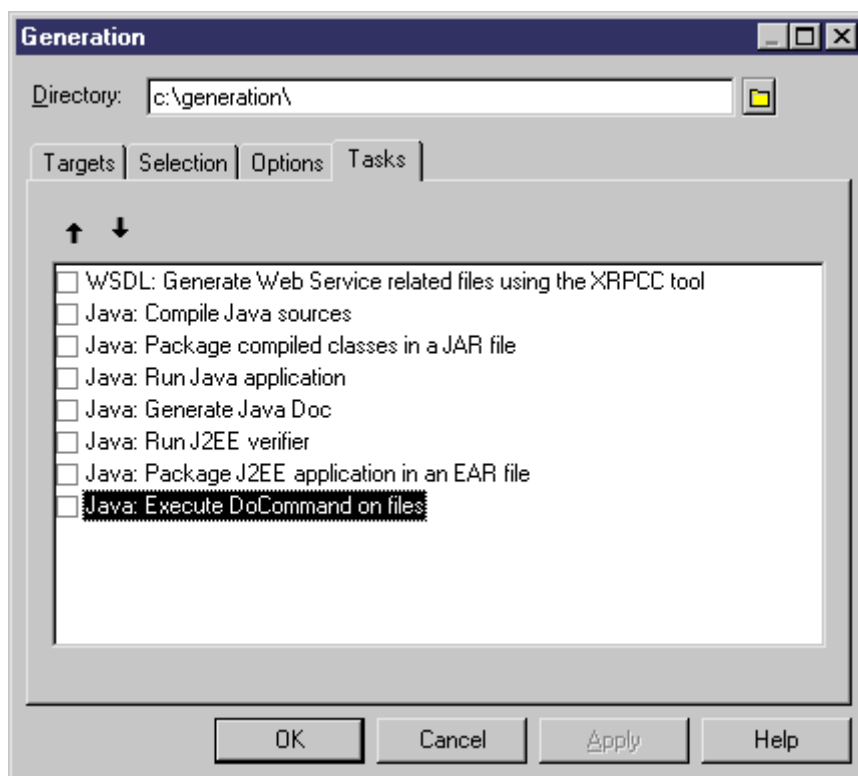 Generation
Directory: c:\generation\
Targets Selection Options Tasks
WSDL: Generate Web Service related files using the XRPCC tool
Java: Compile Java sources
Java: Package compiled classes in a JAR file
Java: Run Java application
Java: Generate Java Doc
Java: Run J2EE verifier
Java: Package J2EE application in an EAR file
Java: Execute DoCommand on files
OK Cancel Apply Help